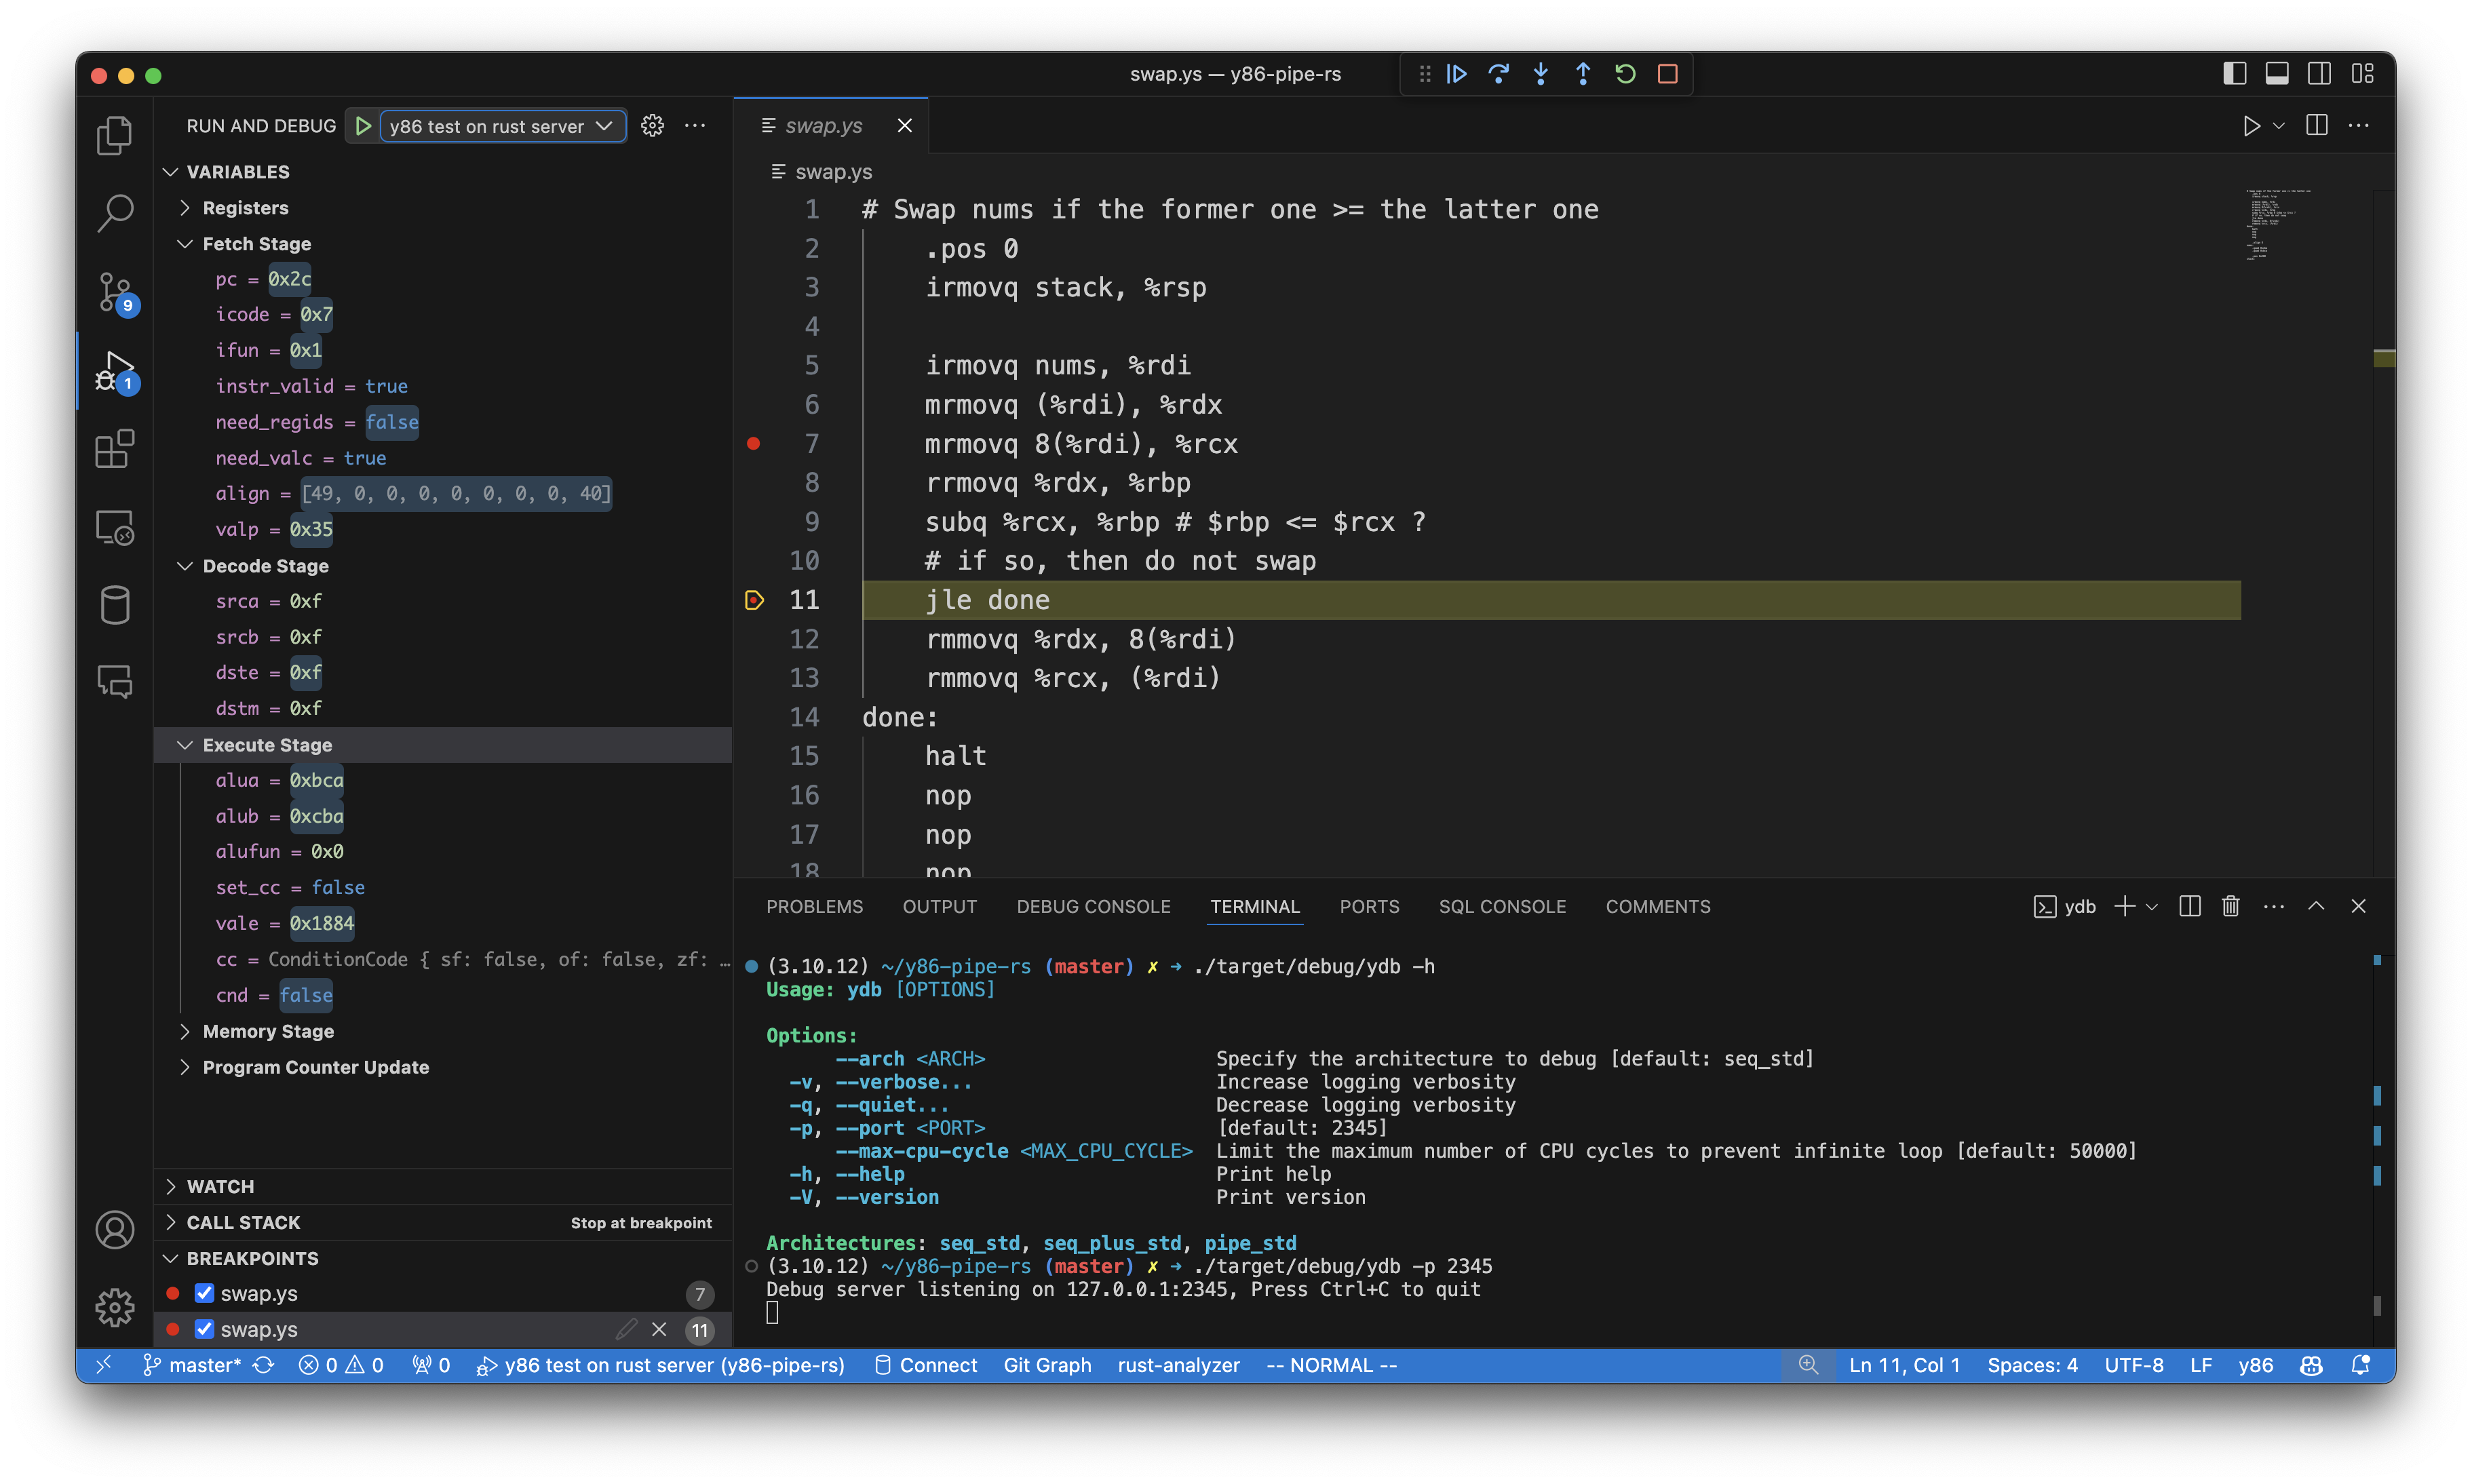 swap.ys — y86-pipe-rs
RUN AND DEBUG
y86 test on rust server
VARIABLES
Registers
Fetch Stage
pc = 0x2c
icode = 0x7
ifun = 0x1
instr_valid = true
need_regids = false
need_valc = true
align = [49, 0, 0, 0, 0, 0, 0, 0, 40]
valp = 0x35
Decode Stage
srca = 0xf
srcb = 0xf
dste = 0xf
dstm = 0xf
Execute Stage
alua = 0xbca
alub = 0xcba
alufun = 0x0
set_cc = false
vale = 0x1884
cc = ConditionCode { sf: false, of: false, zf: …
cnd = false
Memory Stage
Program Counter Update
WATCH
CALL STACK Stop at breakpoint
BREAKPOINTS
swap.ys 7
swap.ys 11
9
1
swap.ys
swap.ys
1 # Swap nums if the former one >= the latter one
2 .pos 0
3 irmovq stack, %rsp
4
5 irmovq nums, %rdi
6 mrmovq (%rdi), %rdx
7 mrmovq 8(%rdi), %rcx
8 rrmovq %rdx, %rbp
9 subq %rcx, %rbp # $rbp <= $rcx ?
10 # if so, then do not swap
11 jle done
12 rmmovq %rdx, 8(%rdi)
13 rmmovq %rcx, (%rdi)
14 done:
15 halt
16 nop
17 nop
18 nop
PROBLEMS OUTPUT DEBUG CONSOLE TERMINAL PORTS SQL CONSOLE COMMENTS
ydb
(3.10.12) ~/y86-pipe-rs (master) ✗ → ./target/debug/ydb -h
Usage: ydb [OPTIONS]
Options:
--arch <ARCH> Specify the architecture to debug [default: seq_std]
-v, --verbose... Increase logging verbosity
-q, --quiet... Decrease logging verbosity
-p, --port <PORT> [default: 2345]
--max-cpu-cycle <MAX_CPU_CYCLE> Limit the maximum number of CPU cycles to prevent infinite loop [default: 50000]
-h, --help Print help
-V, --version Print version
Architectures: seq_std, seq_plus_std, pipe_std
(3.10.12) ~/y86-pipe-rs (master) ✗ → ./target/debug/ydb -p 2345
Debug server listening on 127.0.0.1:2345, Press Ctrl+C to quit
master* 0 0 0 y86 test on rust server (y86-pipe-rs) Connect Git Graph rust-analyzer -- NORMAL -- Ln 11, Col 1 Spaces: 4 UTF-8 LF y86